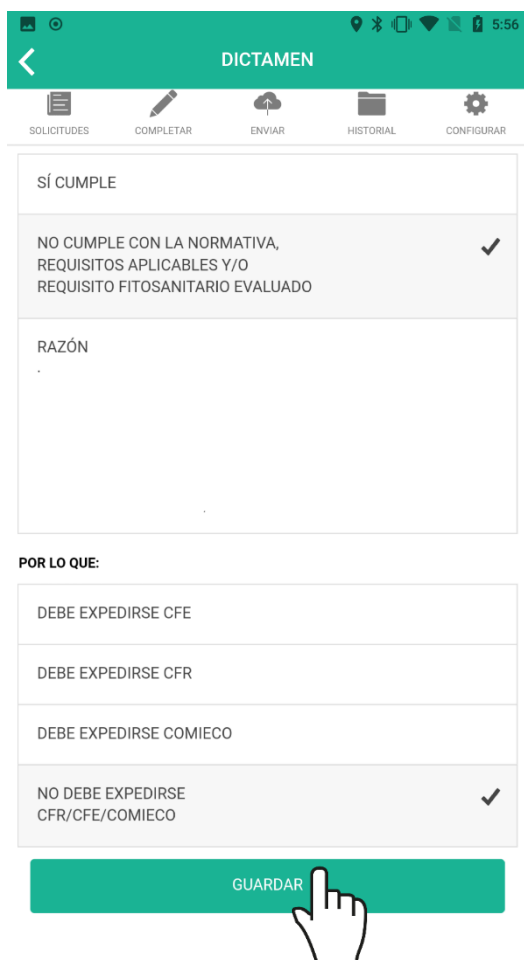 5:56
DICTAMEN
SOLICITUDES COMPLETAR ENVIAR HISTORIAL CONFIGURAR
SÍ CUMPLE
NO CUMPLE CON LA NORMATIVA,
REQUISITOS APLICABLES Y/O
REQUISITO FITOSANITARIO EVALUADO
RAZÓN
.
POR LO QUE:
DEBE EXPEDIRSE CFE
DEBE EXPEDIRSE CFR
DEBE EXPEDIRSE COMIECO
NO DEBE EXPEDIRSE
CFR/CFE/COMIECO
GUARDAR